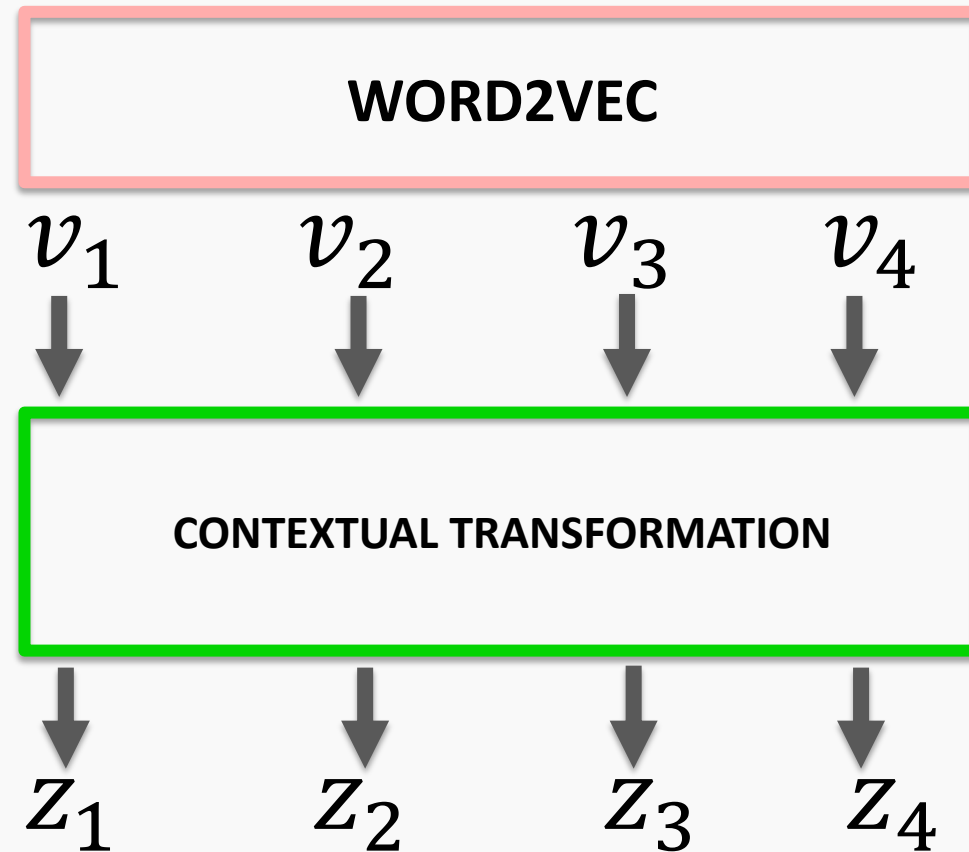 WORD2VEC
v₁ v₂ v₃ v₄
CONTEXTUAL TRANSFORMATION
z₁ z₂ z₃ z₄